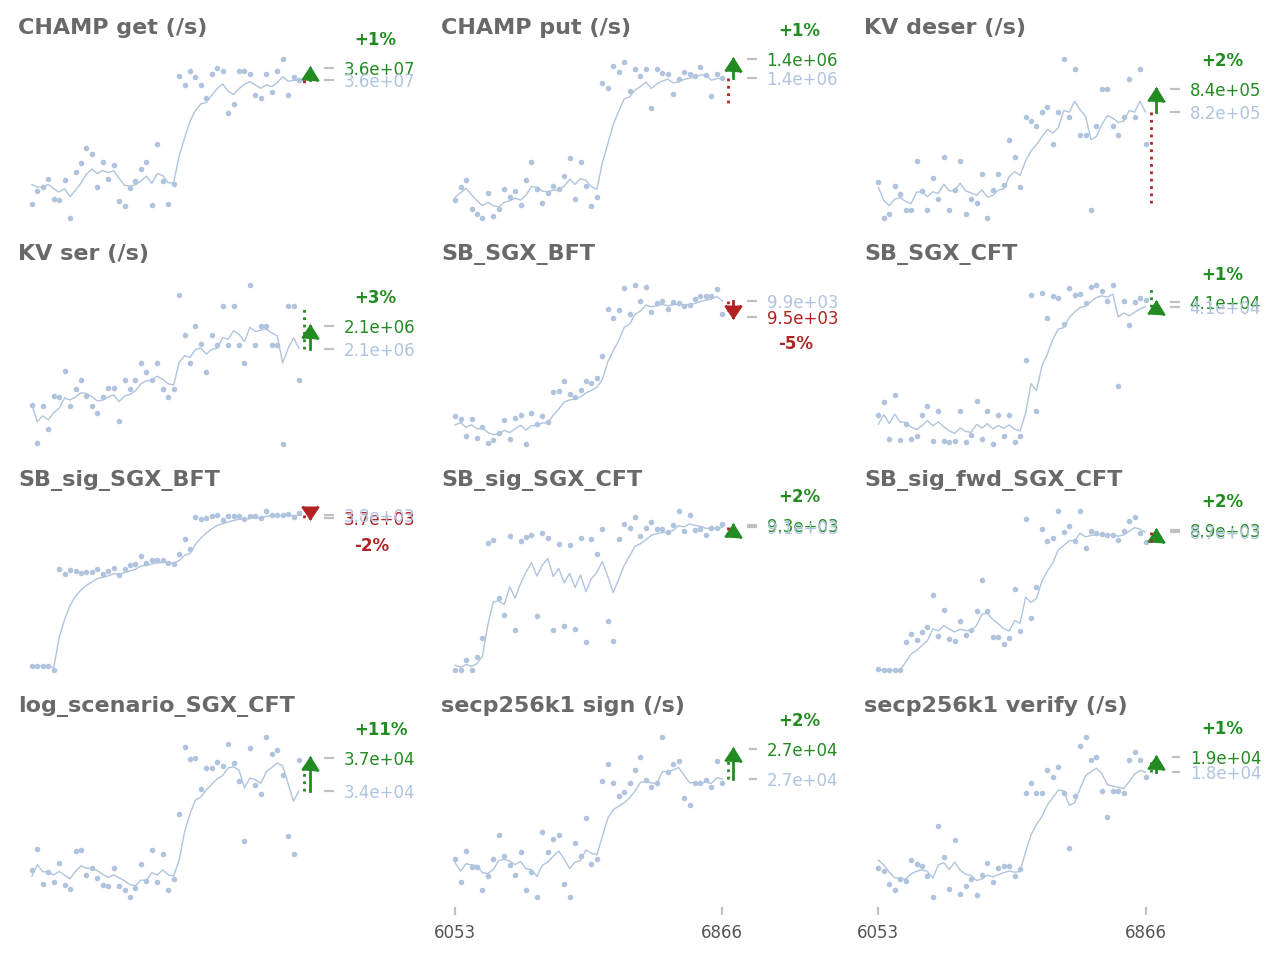 CHAMP get (/s)
+1%
3.6e+07
3.6e+07
CHAMP put (/s)
+1%
1.4e+06
1.4e+06
KV deser (/s)
+2%
8.4e+05
8.2e+05
KV ser (/s)
+3%
2.1e+06
2.1e+06
SB_SGX_BFT
9.9e+03
9.5e+03
-5%
SB_SGX_CFT
+1%
4.1e+04
4.1e+04
SB_sig_SGX_BFT
3.7e+03
-2%
SB_sig_SGX_CFT
+2%
9.3e+03
SB_sig_fwd_SGX_CFT
+2%
8.9e+03
log_scenario_SGX_CFT
+11%
3.7e+04
3.4e+04
secp256k1 sign (/s)
+2%
2.7e+04
2.7e+04
secp256k1 verify (/s)
+1%
1.9e+04
1.8e+04
6053
6866
6053
6866